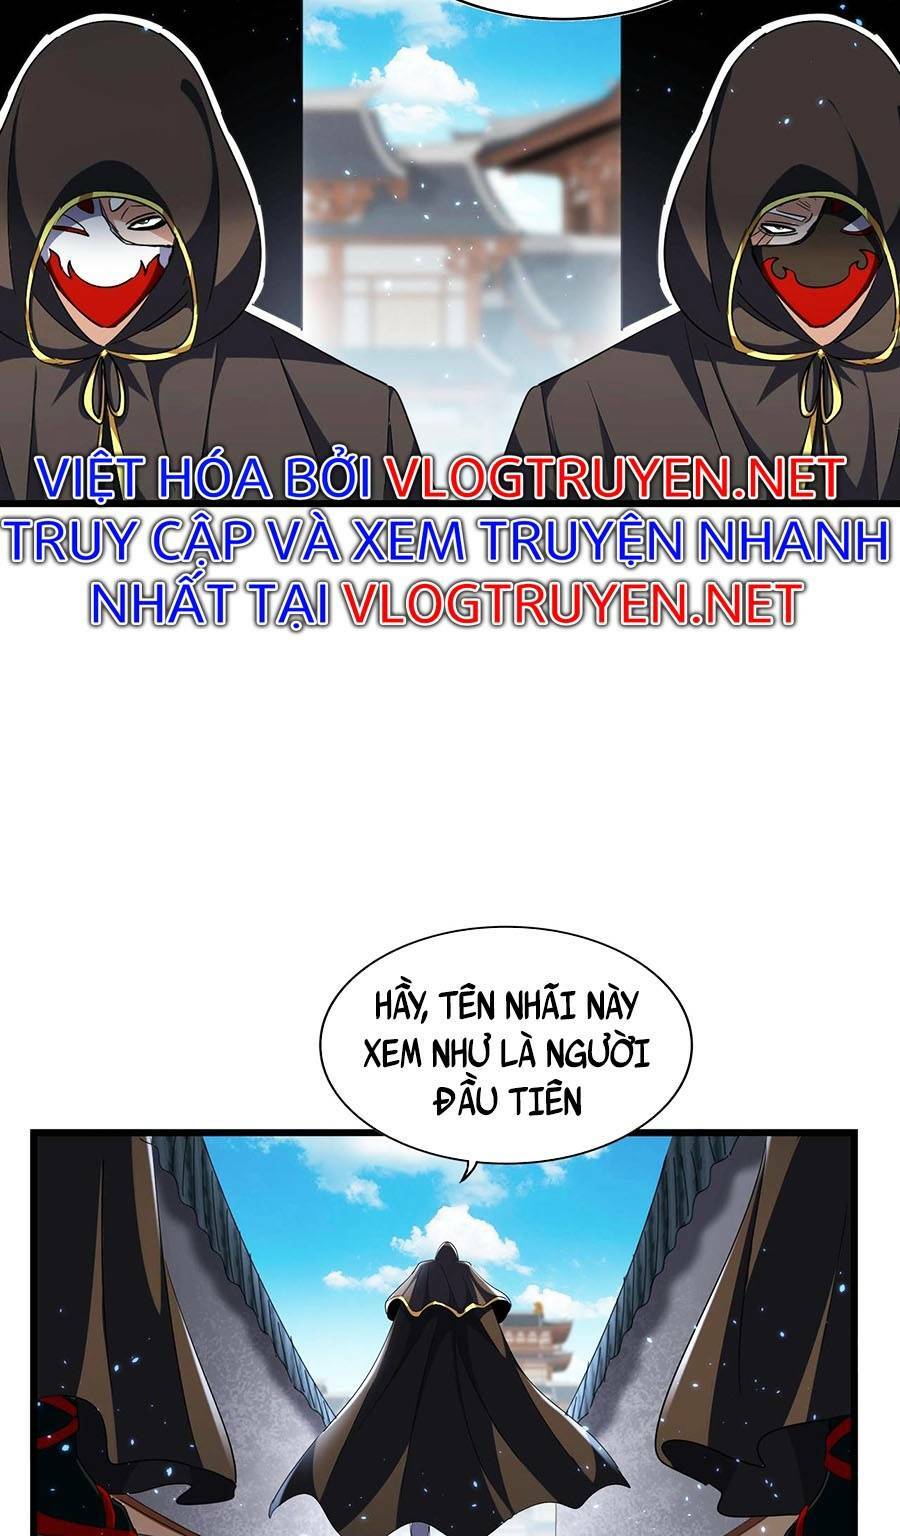 VIỆT HÓA BỞI VLOGTRUYEN.NET
TRUY CẬP VÀ XEM TRUYỆN NHANH
NHẤT TẠI VLOGTRUYEN.NET
HẦY, TÊN NHÃI NÀY
XEM NHƯ LÀ NGƯỜI
ĐẦU TIÊN